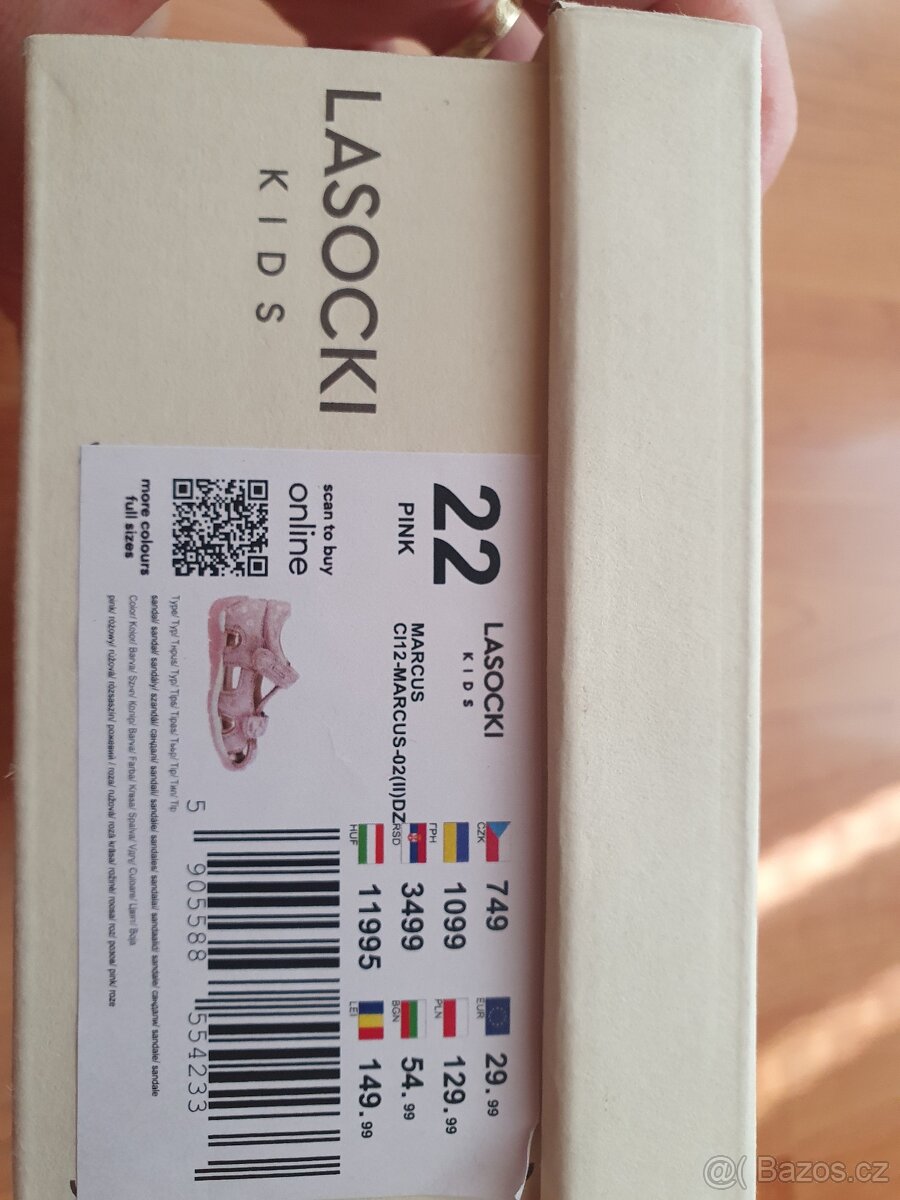 LASOCKI
KIDS
22
PINK
LASOCKI
KIDS
MARCUS
CI12-MARCUS-02(II)DZ
scan to buy
online
more colours
full sizes
CZK 749
EUR 29.99
ГРН 1099
PLN 129.99
RSD 3499
BGN 54.99
HUF 11995
LEI 149.99
5 905588 554233
@( Bazos.cz